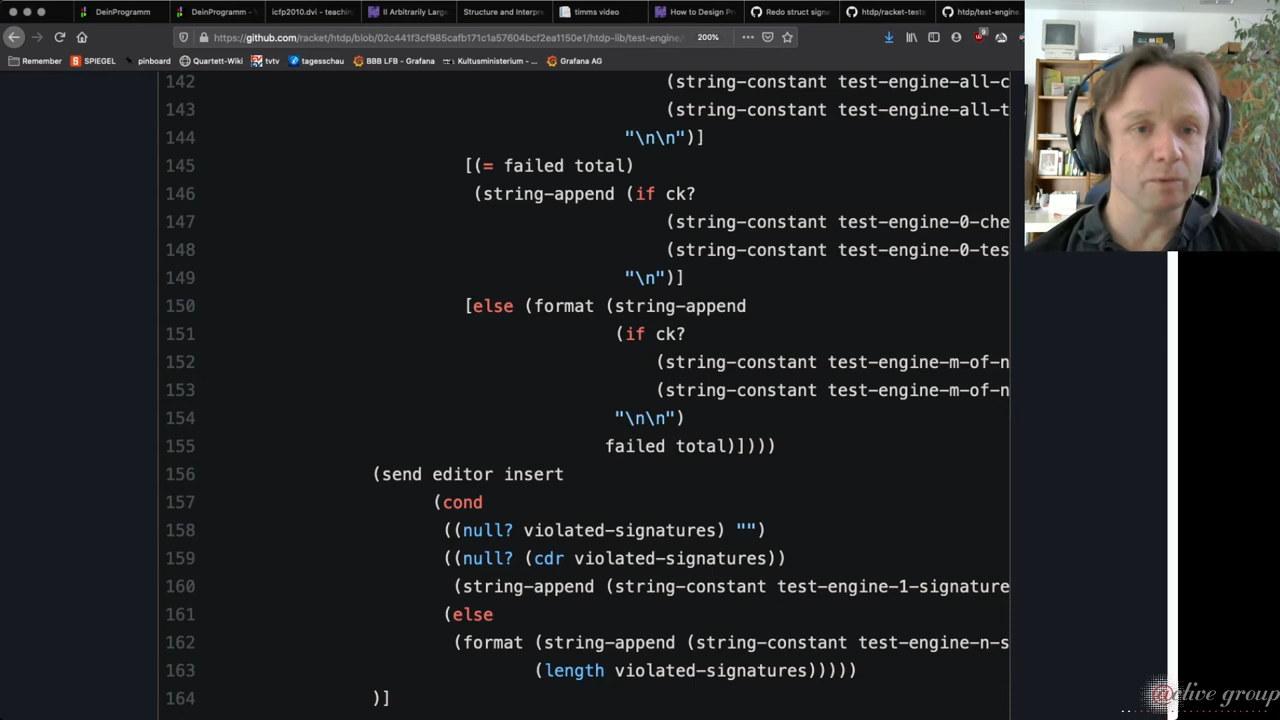 DeinProgramm
DeinProgramm -
icfp2010.dvi - teachin
II Arbitrarily Large
Structure and Interpre
timms video
How to Design Pr
Redo struct signa
htdp/racket-tests
htdp/test-engine
https://github.com/racket/htdp/blob/02c441f3cf985cafb171c1a57604bcf2ea1150e1/htdp-lib/test-engine/
200%
Remember
SPIEGEL
pinboard
Quartett-Wiki
tvtv
tagesschau
BBB LFB - Grafana
Kultusministerium - ...
Grafana AG
142 (string-constant test-engine-all-c
143 (string-constant test-engine-all-t
144 "\n\n")]
145 [(= failed total)
146 (string-append (if ck?
147 (string-constant test-engine-0-che
148 (string-constant test-engine-0-tes
149 "\n")]
150 [else (format (string-append
151 (if ck?
152 (string-constant test-engine-m-of-n
153 (string-constant test-engine-m-of-n
154 "\n\n")
155 failed total)])))
156 (send editor insert
157 (cond
158 ((null? violated-signatures) "")
159 ((null? (cdr violated-signatures))
160 (string-append (string-constant test-engine-1-signature
161 (else
162 (format (string-append (string-constant test-engine-n-s
163 (length violated-signatures)))))
164 )]
@ctive group